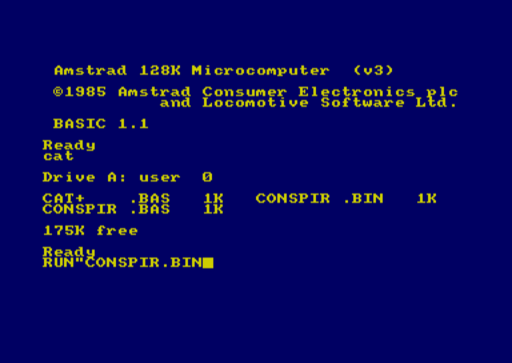 Amstrad 128K Microcomputer (v3)
©1985 Amstrad Consumer Electronics plc
and Locomotive Software Ltd.
BASIC 1.1
Ready
cat
Drive A: user 0
CAT+ .BAS 1K CONSPIR .BIN 1K
CONSPIR .BAS 1K
175K free
Ready
RUN"CONSPIR.BIN